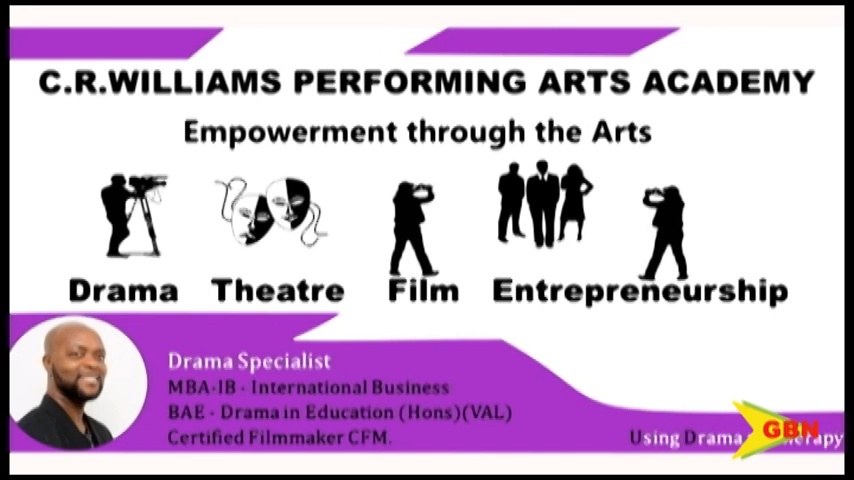 C.R.WILLIAMS PERFORMING ARTS ACADEMY
Empowerment through the Arts
Drama Theatre Film Entrepreneurship
Drama Specialist
MBA-IB - International Business
BAE - Drama in Education (Hons)(VAL)
Certified Filmmaker CFM.
Using Drama
GBN